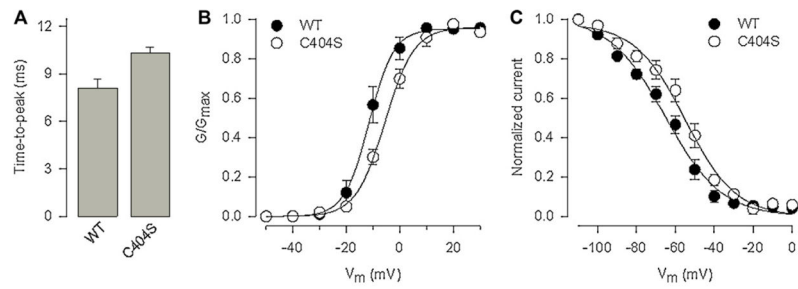 A
Time-to-peak (ms)
12
9
6
3
0
WT
C404S
B
WT
C404S
G/Gmax
1.0
0.8
0.6
0.4
0.2
0.0
-40 -20 0 20
Vm (mV)
C
WT
C404S
Normalized current
1.0
0.8
0.6
0.4
0.2
0.0
-100 -80 -60 -40 -20 0
Vm (mV)